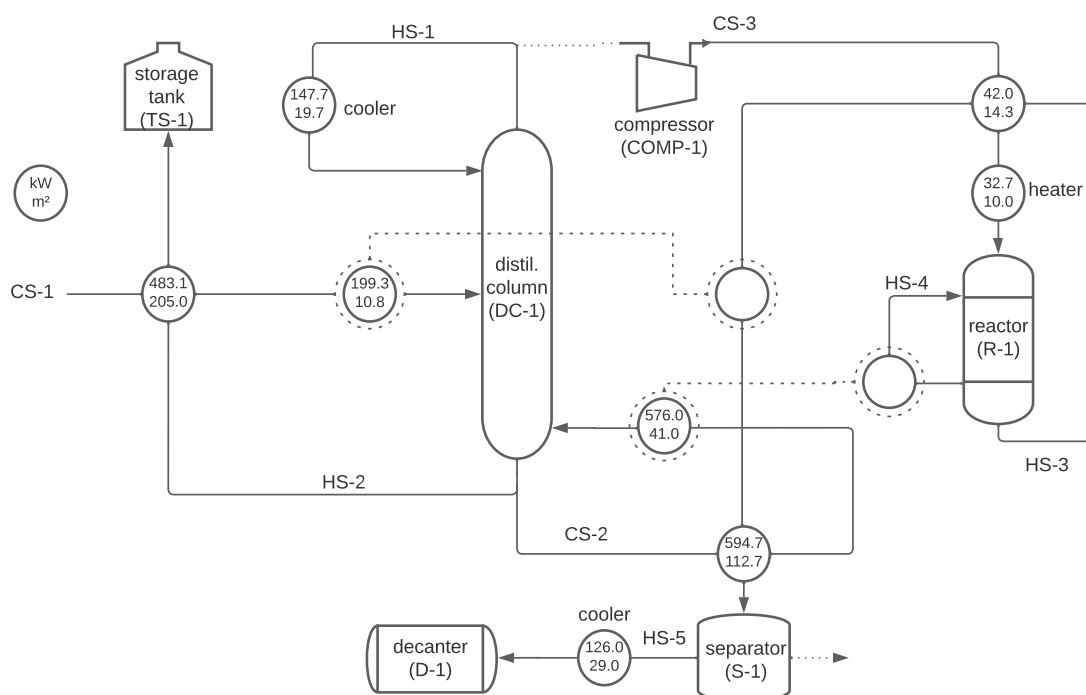 HS-1
CS-3
storage
tank
(TS-1)
147.7
19.7
cooler
compressor
(COMP-1)
42.0
14.3
kW
m²
32.7
10.0
heater
CS-1
483.1
205.0
199.3
10.8
distil.
column
(DC-1)
HS-4
reactor
(R-1)
576.0
41.0
HS-3
HS-2
CS-2
594.7
112.7
cooler
decanter
(D-1)
126.0
29.0
HS-5
separator
(S-1)